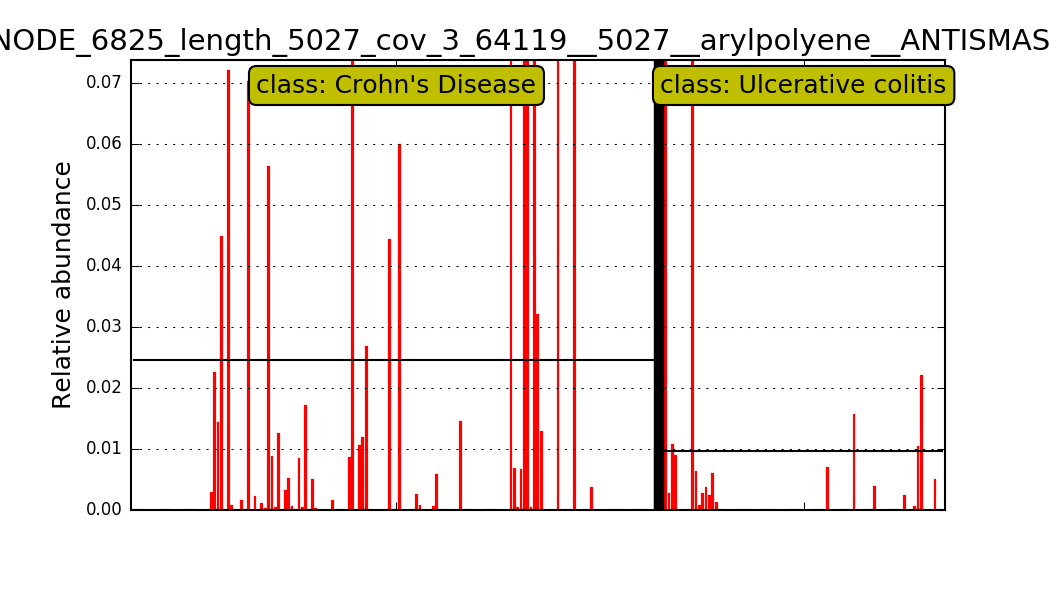 NODE_6825_length_5027_cov_3_64119__5027__arylpolyene__ANTISMAS
class: Crohn's Disease
class: Ulcerative colitis
Relative abundance
0.07
0.06
0.05
0.04
0.03
0.02
0.01
0.00